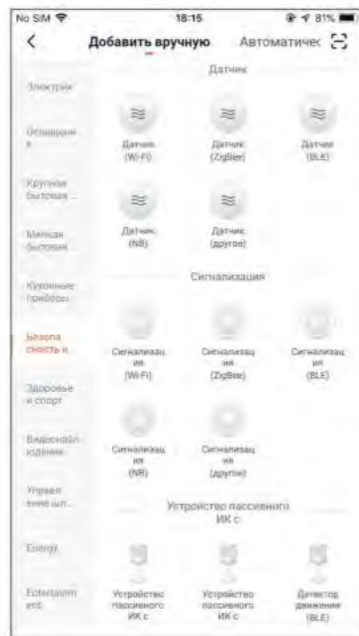 No SIM 18:15 81%
Добавить вручную Автоматичес
Датчик
Электрик
Освещени
е
Датчик
(Wi-Fi)
Датчик
(ZigBee)
Датчик
(BLE)
Крупная
бытовая ...
Датчик
(NB)
Датчик
(другое)
Мелкая
бытовая ...
Сигнализация
Кухонные
приборы
Безопа
сность и ...
Сигнализац
ия
(Wi-Fi)
Сигнализац
ия
(ZigBee)
Сигнализац
ия
(BLE)
Здоровье
и спорт
Видеонабл
юдение
Сигнализац
ия
(NB)
Сигнализац
ия
(другое)
Управл
ение шл...
Устройство пассивного
ИК с
Energy
Entertainm
ent
Устройство
пассивного
ИК с
Устройство
пассивного
ИК с
Детектор
движения
(BLE)